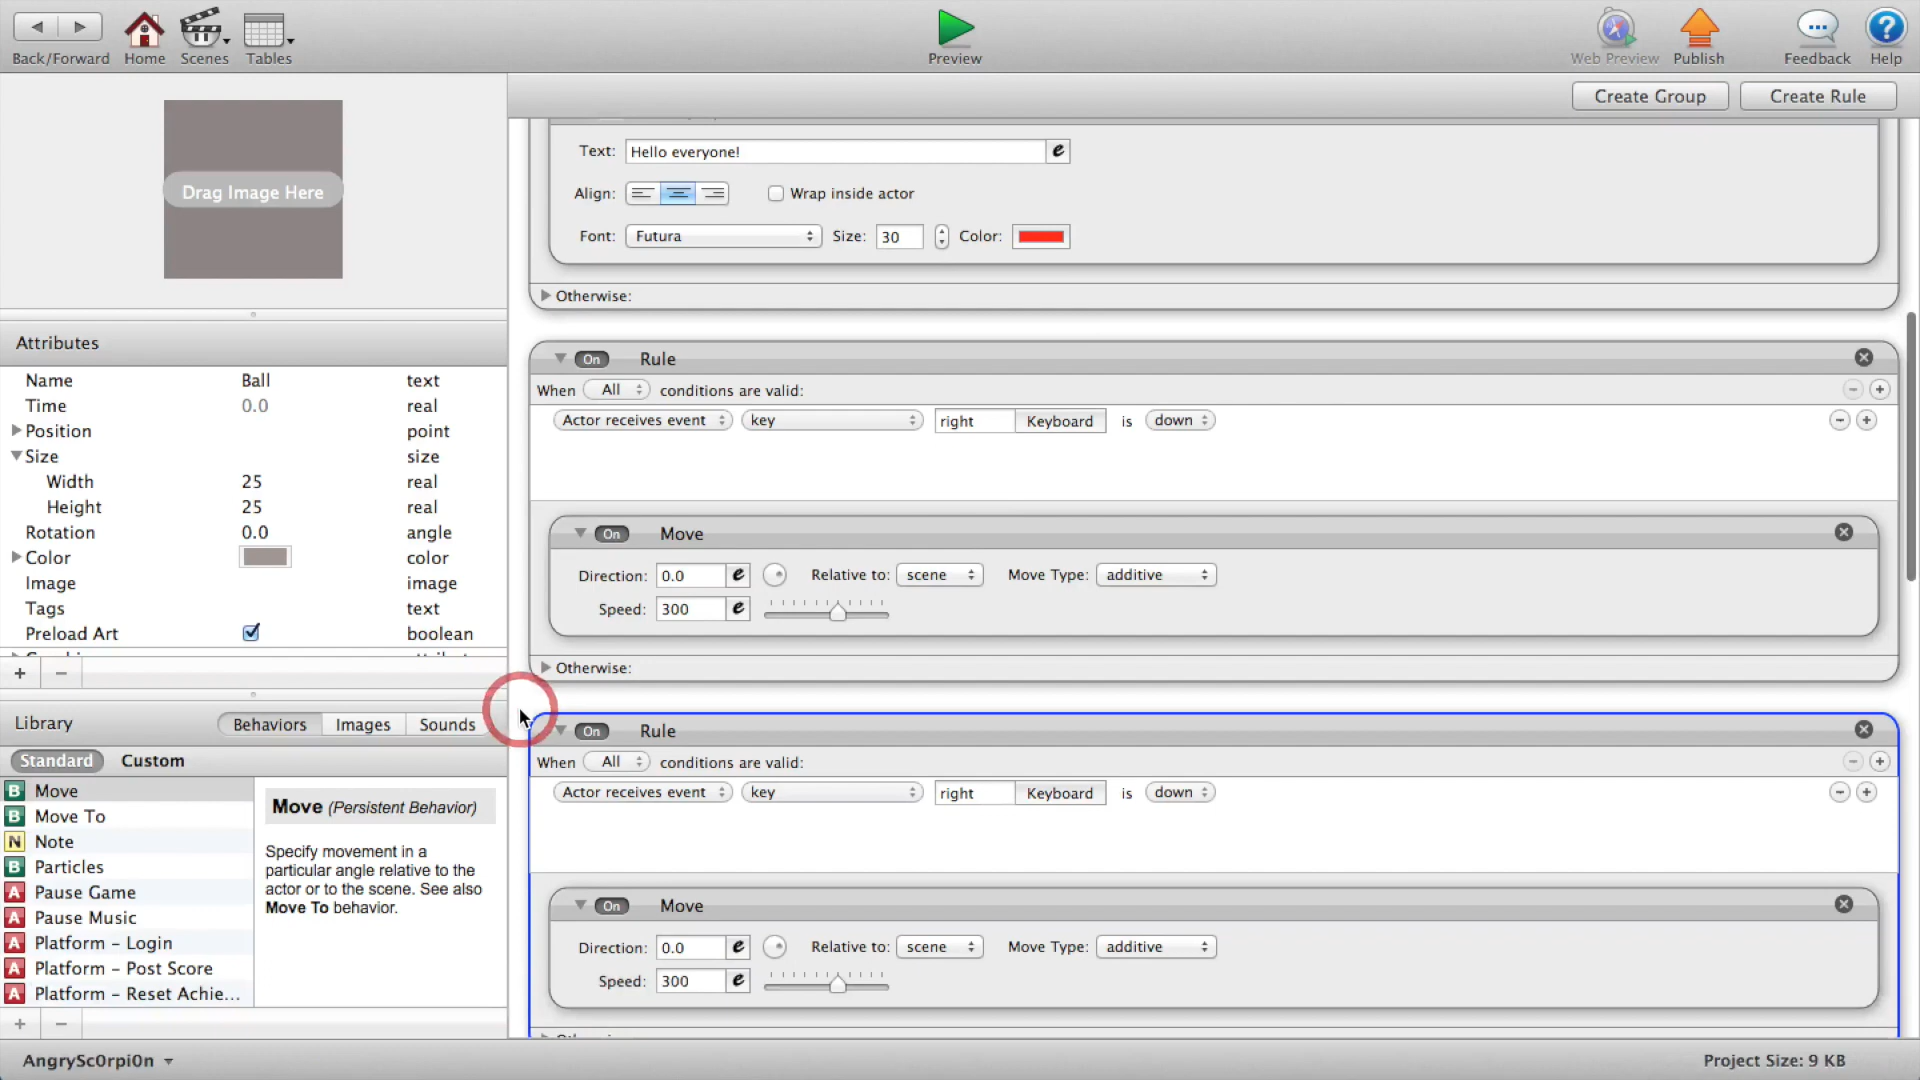 Back/Forward
Home
Scenes
Tables
Preview
Web Preview
Publish
Feedback
Help
Create Group
Create Rule
Drag Image Here
Attributes
Name Ball text
Time 0.0 real
Position point
Size size
Width 25 real
Height 25 real
Rotation 0.0 angle
Color color
Image image
Tags text
Preload Art boolean
Library
Behaviors Images Sounds
Standard Custom
B Move
B Move To
N Note
B Particles
A Pause Game
A Pause Music
A Platform – Login
A Platform – Post Score
A Platform – Reset Achie...
Move (Persistent Behavior)
Specify movement in a
particular angle relative to the
actor or to the scene. See also
Move To behavior.
Text: Hello everyone! e
Align: Wrap inside actor
Font: Futura Size: 30 Color:
Otherwise:
On Rule
When All conditions are valid:
Actor receives event key right Keyboard is down
On Move
Direction: 0.0 e Relative to: scene Move Type: additive
Speed: 300 e
Otherwise:
On Rule
When All conditions are valid:
Actor receives event key right Keyboard is down
On Move
Direction: 0.0 e Relative to: scene Move Type: additive
Speed: 300 e
AngrySc0rpi0n
Project Size: 9 KB